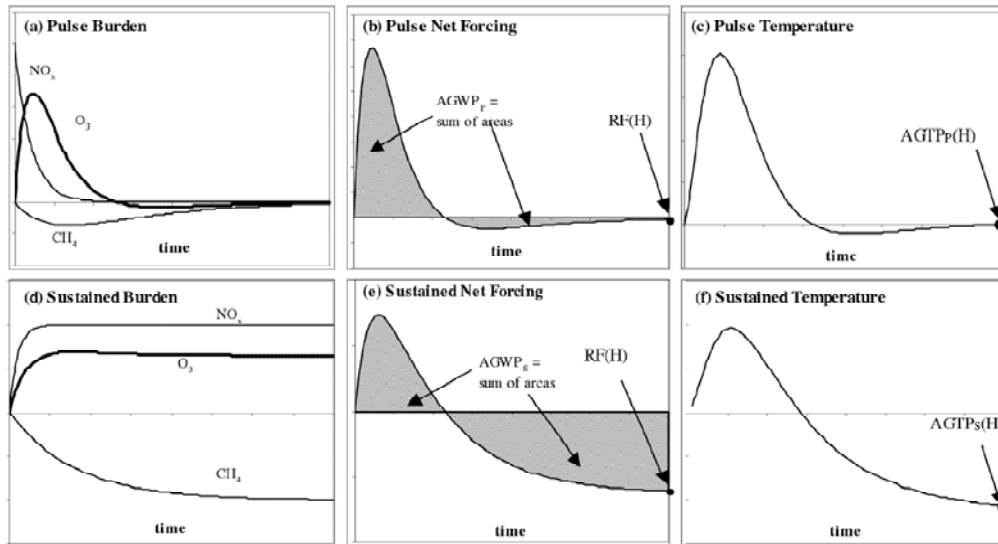 (a) Pulse Burden
NOx
O3
CH4
time
(b) Pulse Net Forcing
AGWPP =
sum of areas
RF(H)
time
(c) Pulse Temperature
AGTPP(H)
time
(d) Sustained Burden
NOx
O3
CH4
time
(e) Sustained Net Forcing
AGWPS =
sum of areas
RF(H)
time
(f) Sustained Temperature
AGTPS(H
time